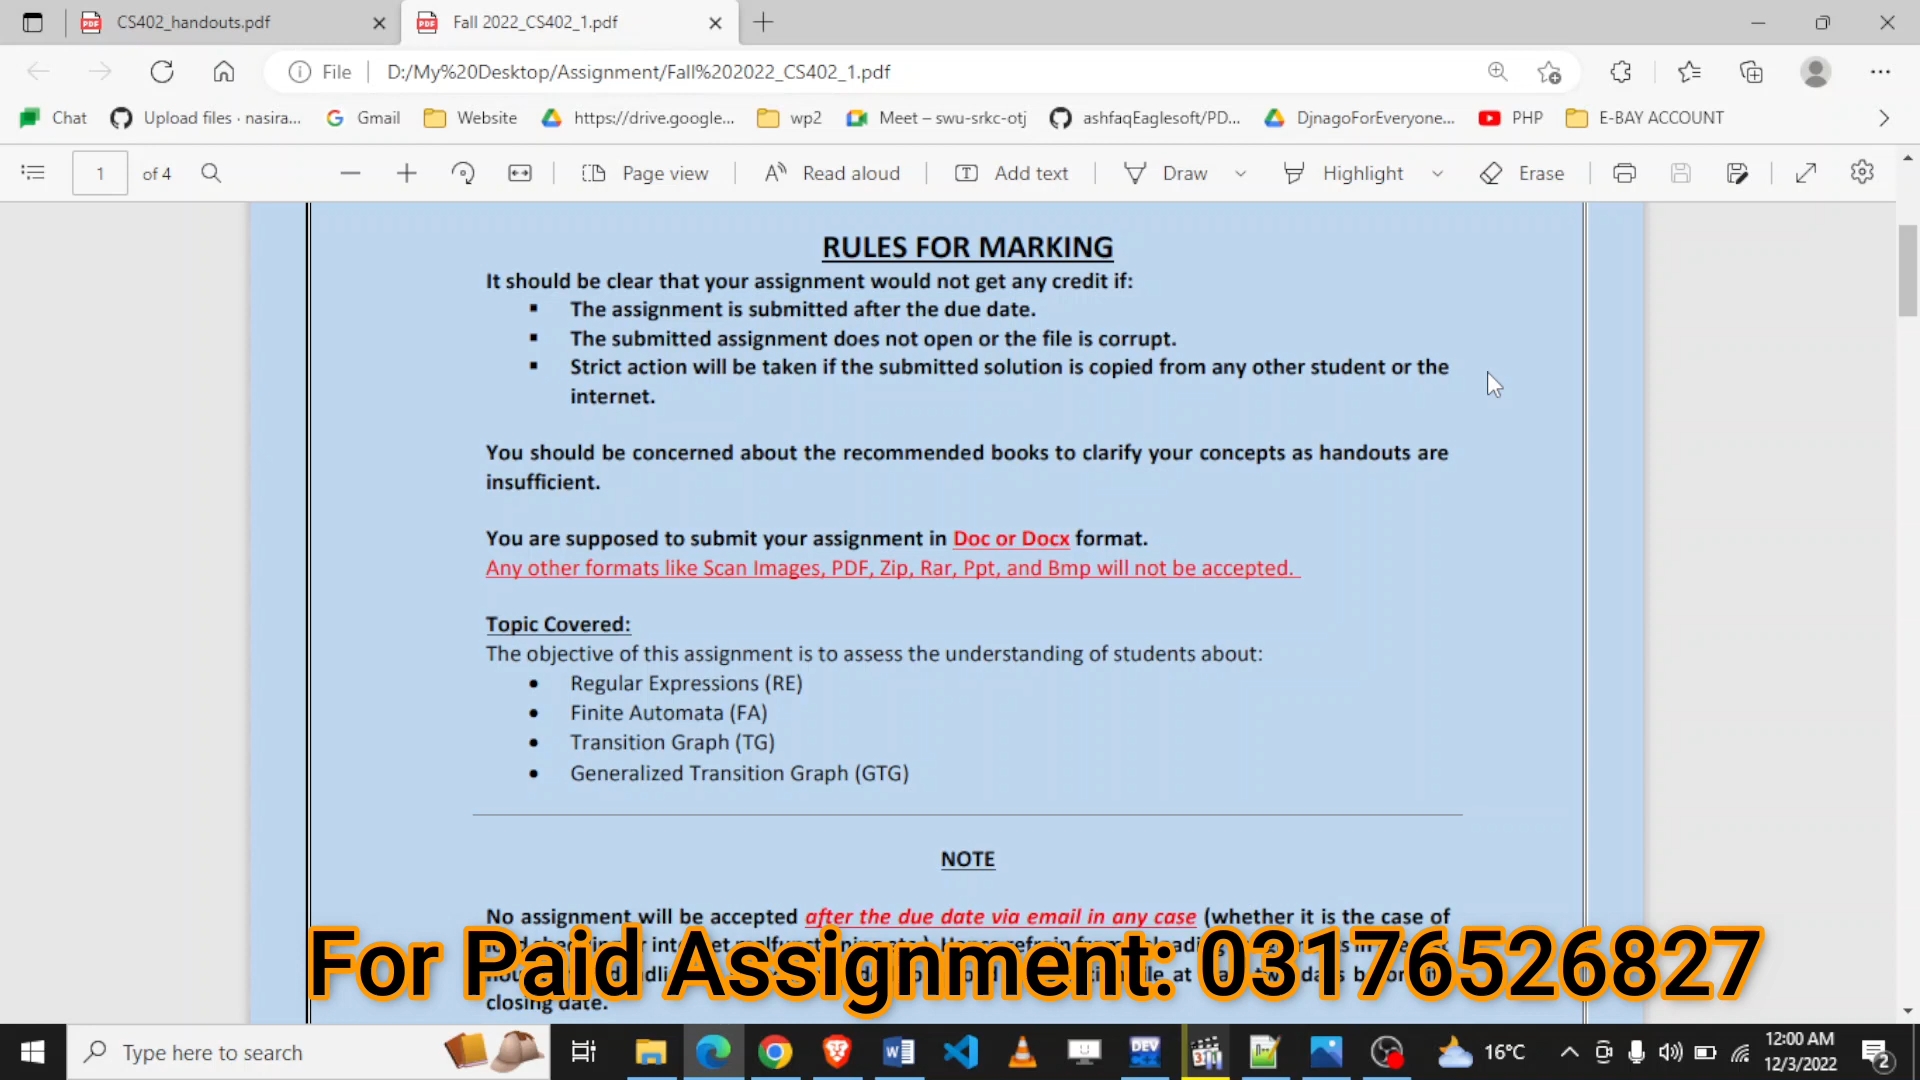 CS402_handouts.pdf
Fall 2022_CS402_1.pdf
File
D:/My%20Desktop/Assignment/Fall%202022_CS402_1.pdf
Chat
Upload files · nasira...
Gmail
Website
https://drive.google...
wp2
Meet – swu-srkc-otj
ashfaqEaglesoft/PD...
DjnagoForEveryone...
PHP
E-BAY ACCOUNT
1 of 4
Page view
Read aloud
Add text
Draw
Highlight
Erase
RULES FOR MARKING
It should be clear that your assignment would not get any credit if:
▪ The assignment is submitted after the due date.
▪ The submitted assignment does not open or the file is corrupt.
▪ Strict action will be taken if the submitted solution is copied from any other student or the
internet.
You should be concerned about the recommended books to clarify your concepts as handouts are
insufficient.
You are supposed to submit your assignment in Doc or Docx format.
Any other formats like Scan Images, PDF, Zip, Rar, Ppt, and Bmp will not be accepted.
Topic Covered:
The objective of this assignment is to assess the understanding of students about:
• Regular Expressions (RE)
• Finite Automata (FA)
• Transition Graph (TG)
• Generalized Transition Graph (GTG)
NOTE
No assignment will be accepted after the due date via email in any case (whether it is the case of
closing date.
For Paid Assignment: 03176526827
Type here to search
16°C
12:00 AM
12/3/2022
2